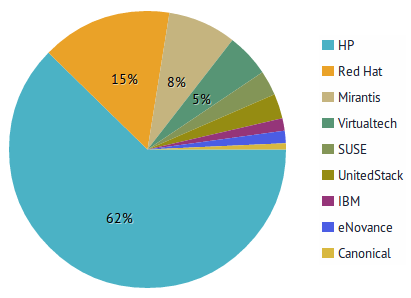 15%
8%
5%
62%
HP
Red Hat
Mirantis
Virtualtech
SUSE
UnitedStack
IBM
eNovance
Canonical